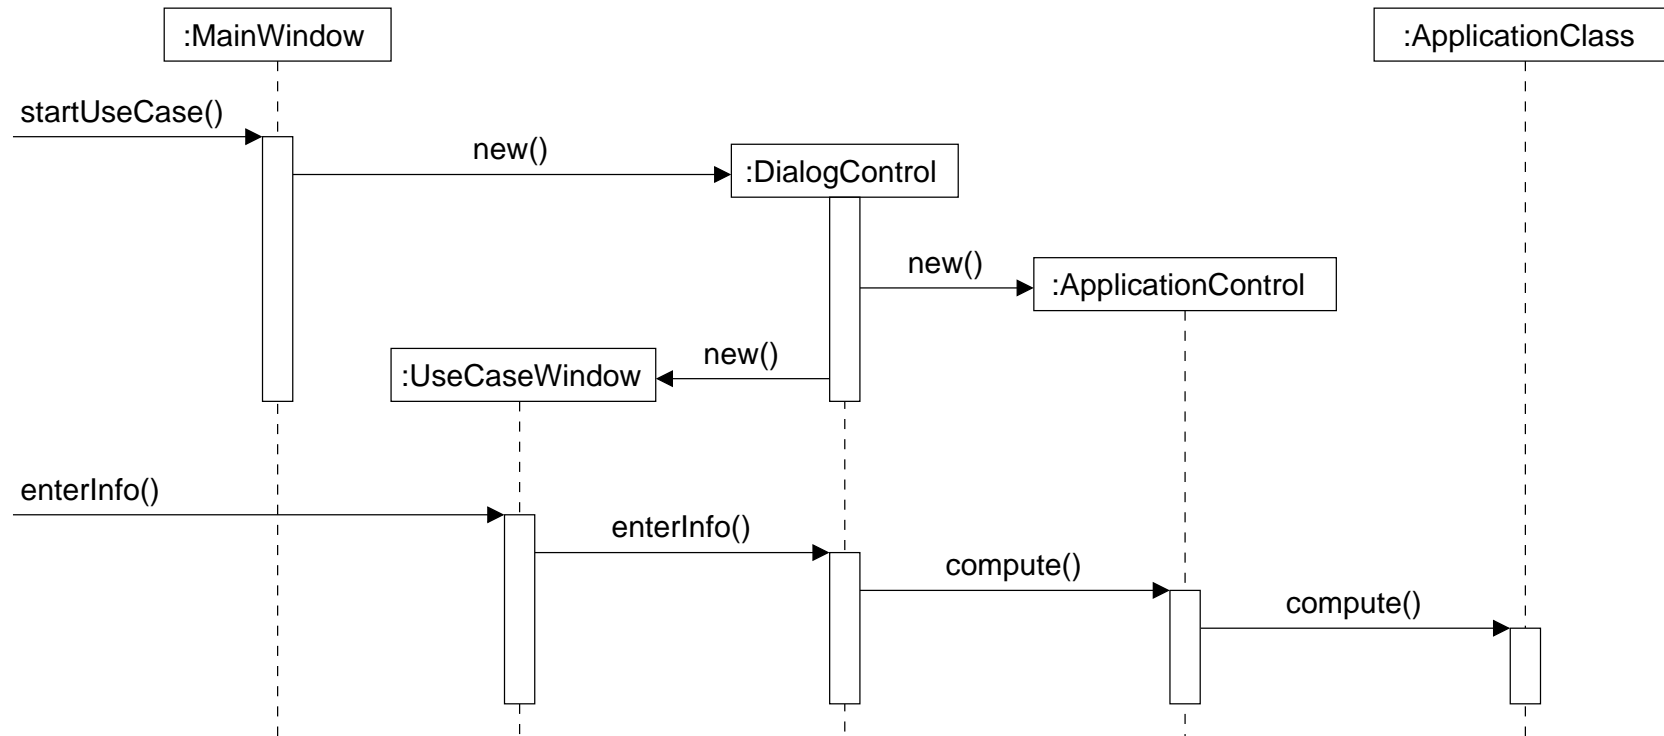 :MainWindow
:ApplicationClass
startUseCase()
new()
:DialogControl
new()
:ApplicationControl
new()
:UseCaseWindow
enterInfo()
enterInfo()
compute()
compute()